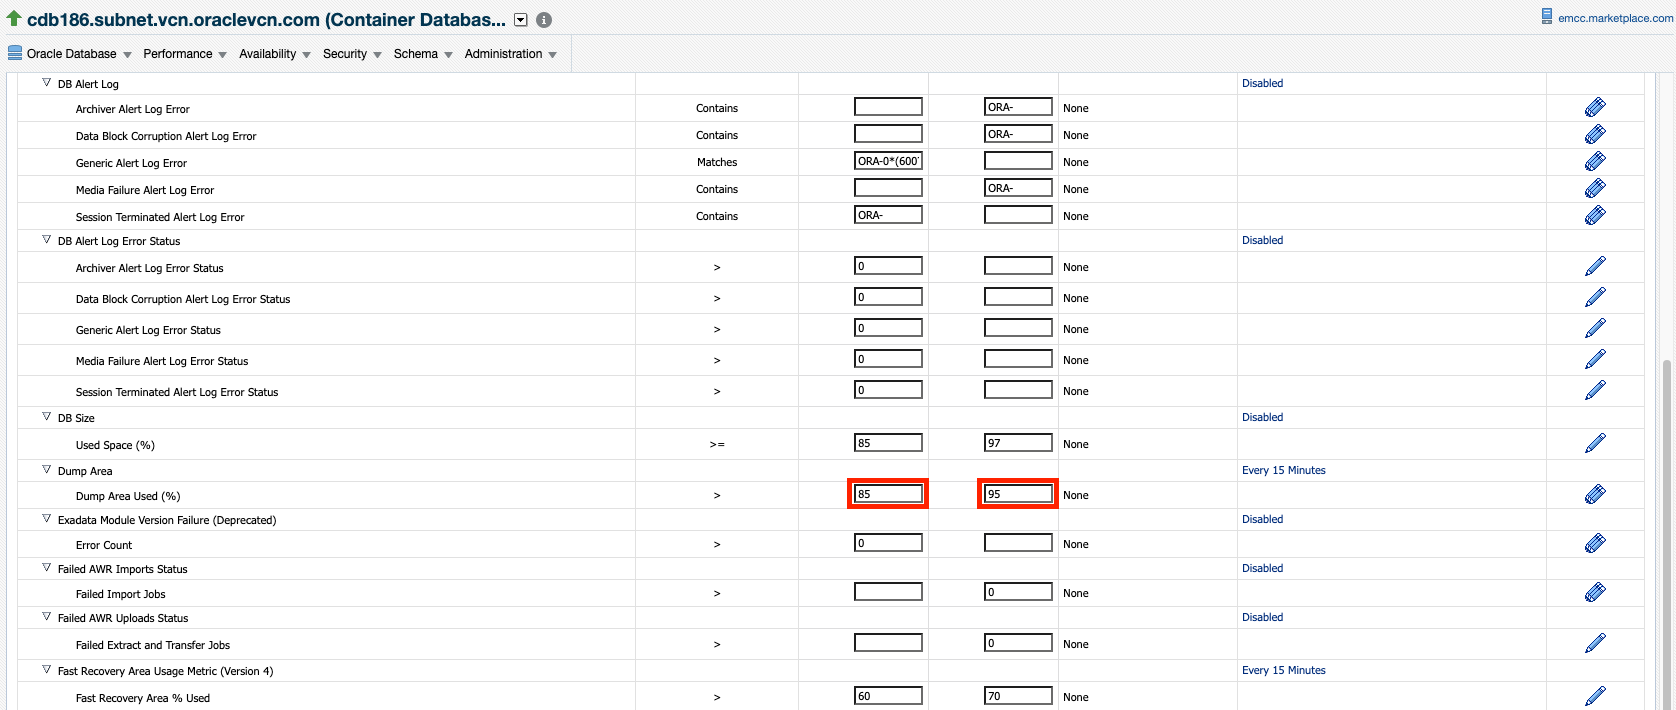 cdb186.subnet.vcn.oraclevcn.com (Container Databas...
emcc.marketplace.com
Oracle Database Performance Availability Security Schema Administration
DB Alert Log Disabled
Archiver Alert Log Error Contains ORA- None
Data Block Corruption Alert Log Error Contains ORA- None
Generic Alert Log Error Matches ORA-0*(600 None
Media Failure Alert Log Error Contains ORA- None
Session Terminated Alert Log Error Contains ORA- None
DB Alert Log Error Status Disabled
Archiver Alert Log Error Status > 0 None
Data Block Corruption Alert Log Error Status > 0 None
Generic Alert Log Error Status > 0 None
Media Failure Alert Log Error Status > 0 None
Session Terminated Alert Log Error Status > 0 None
DB Size Disabled
Used Space (%) >= 85 97 None
Dump Area Every 15 Minutes
Dump Area Used (%) > 85 95 None
Exadata Module Version Failure (Deprecated) Disabled
Error Count > 0 None
Failed AWR Imports Status Disabled
Failed Import Jobs > 0 None
Failed AWR Uploads Status Disabled
Failed Extract and Transfer Jobs > 0 None
Fast Recovery Area Usage Metric (Version 4) Every 15 Minutes
Fast Recovery Area % Used > 60 70 None